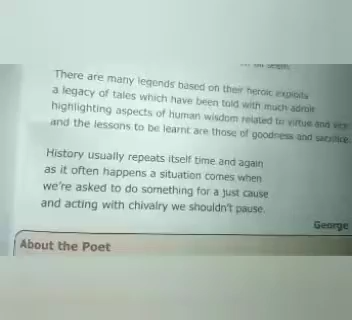 There are many legends based on their heroic exploits
a legacy of tales which have been told with much adroit
highlighting aspects of human wisdom related to virtue and vice
and the lessons to be learnt are those of goodness and sacrifice.
History usually repeats itself time and again
as it often happens a situation comes when
we're asked to do something for a just cause
and acting with chivalry we shouldn't pause.
George
About the Poet